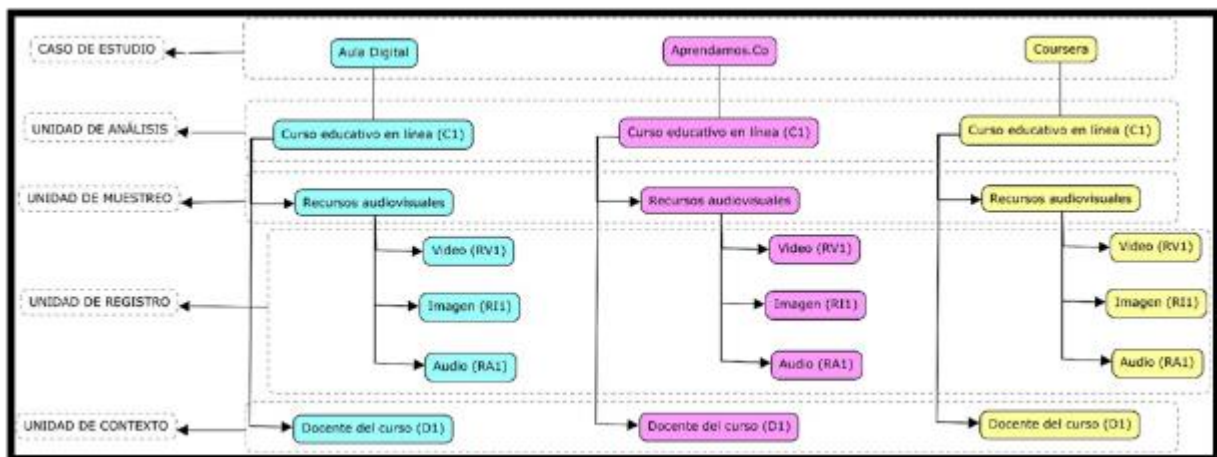 CASO DE ESTUDIO
Aula Digital
Aprendamos.Co
Coursera
UNIDAD DE ANÁLISIS
Curso educativo en línea (C1)
Curso educativo en línea (C1)
Curso educativo en línea (C1)
UNIDAD DE MUESTREO
Recursos audiovisuales
Recursos audiovisuales
Recursos audiovisuales
Video (RV1)
Video (RV1)
Video (RV1)
UNIDAD DE REGISTRO
Imagen (RI1)
Imagen (RI1)
Imagen (RI1)
Audio (RA1)
Audio (RA1)
Audio (RA1)
UNIDAD DE CONTEXTO
Docente del curso (D1)
Docente del curso (D1)
Docente del curso (D1)